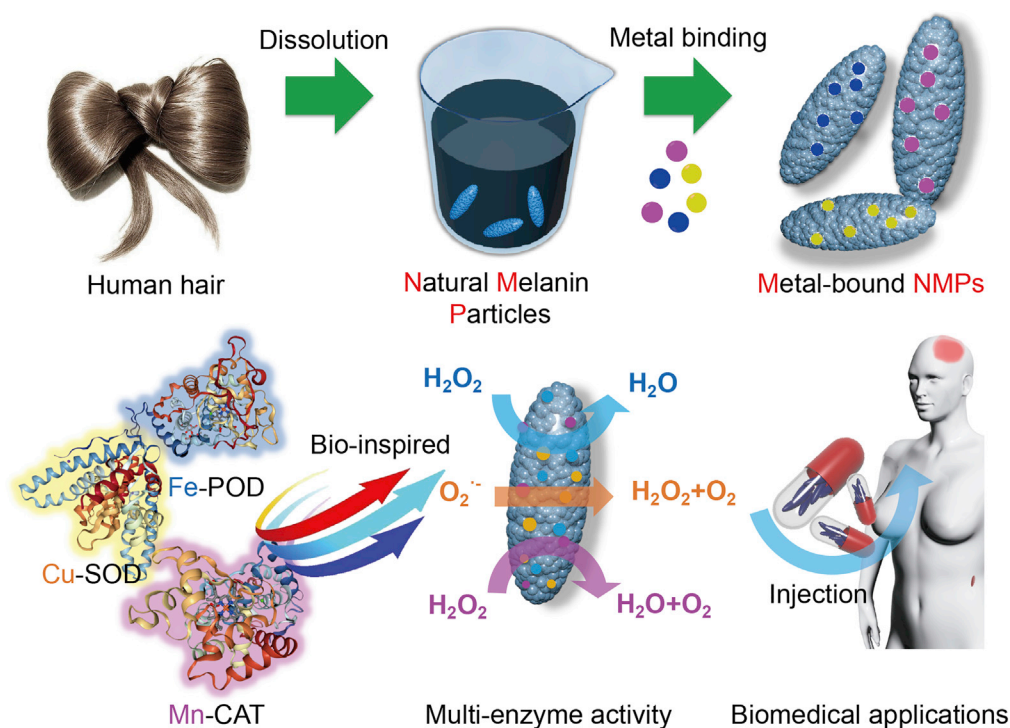 Dissolution
Metal binding
Human hair
Natural Melanin
Particles
Metal-bound NMPs
Fe-POD
Cu-SOD
Mn-CAT
Bio-inspired
H₂O₂
H₂O
O₂·-
H₂O₂+O₂
H₂O₂
H₂O+O₂
Injection
Multi-enzyme activity
Biomedical applications